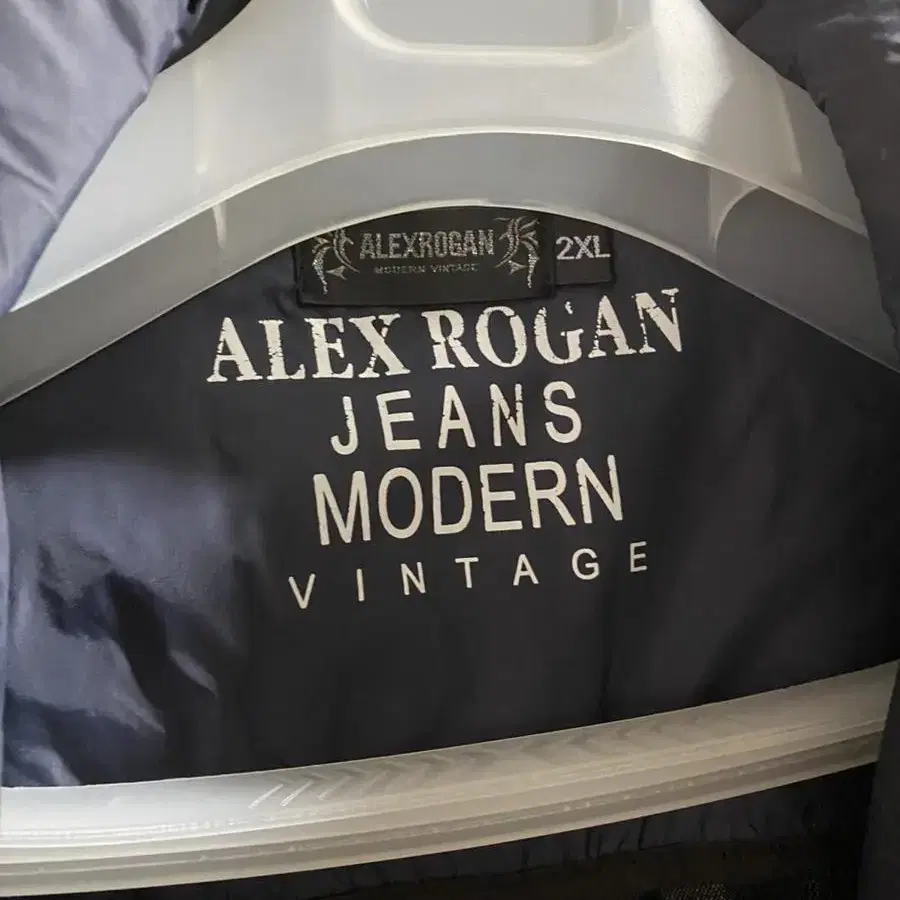 ALEXROGAN
MODERN VINTAGE
2XL
ALEX ROGAN
JEANS
MODERN
VINTAGE